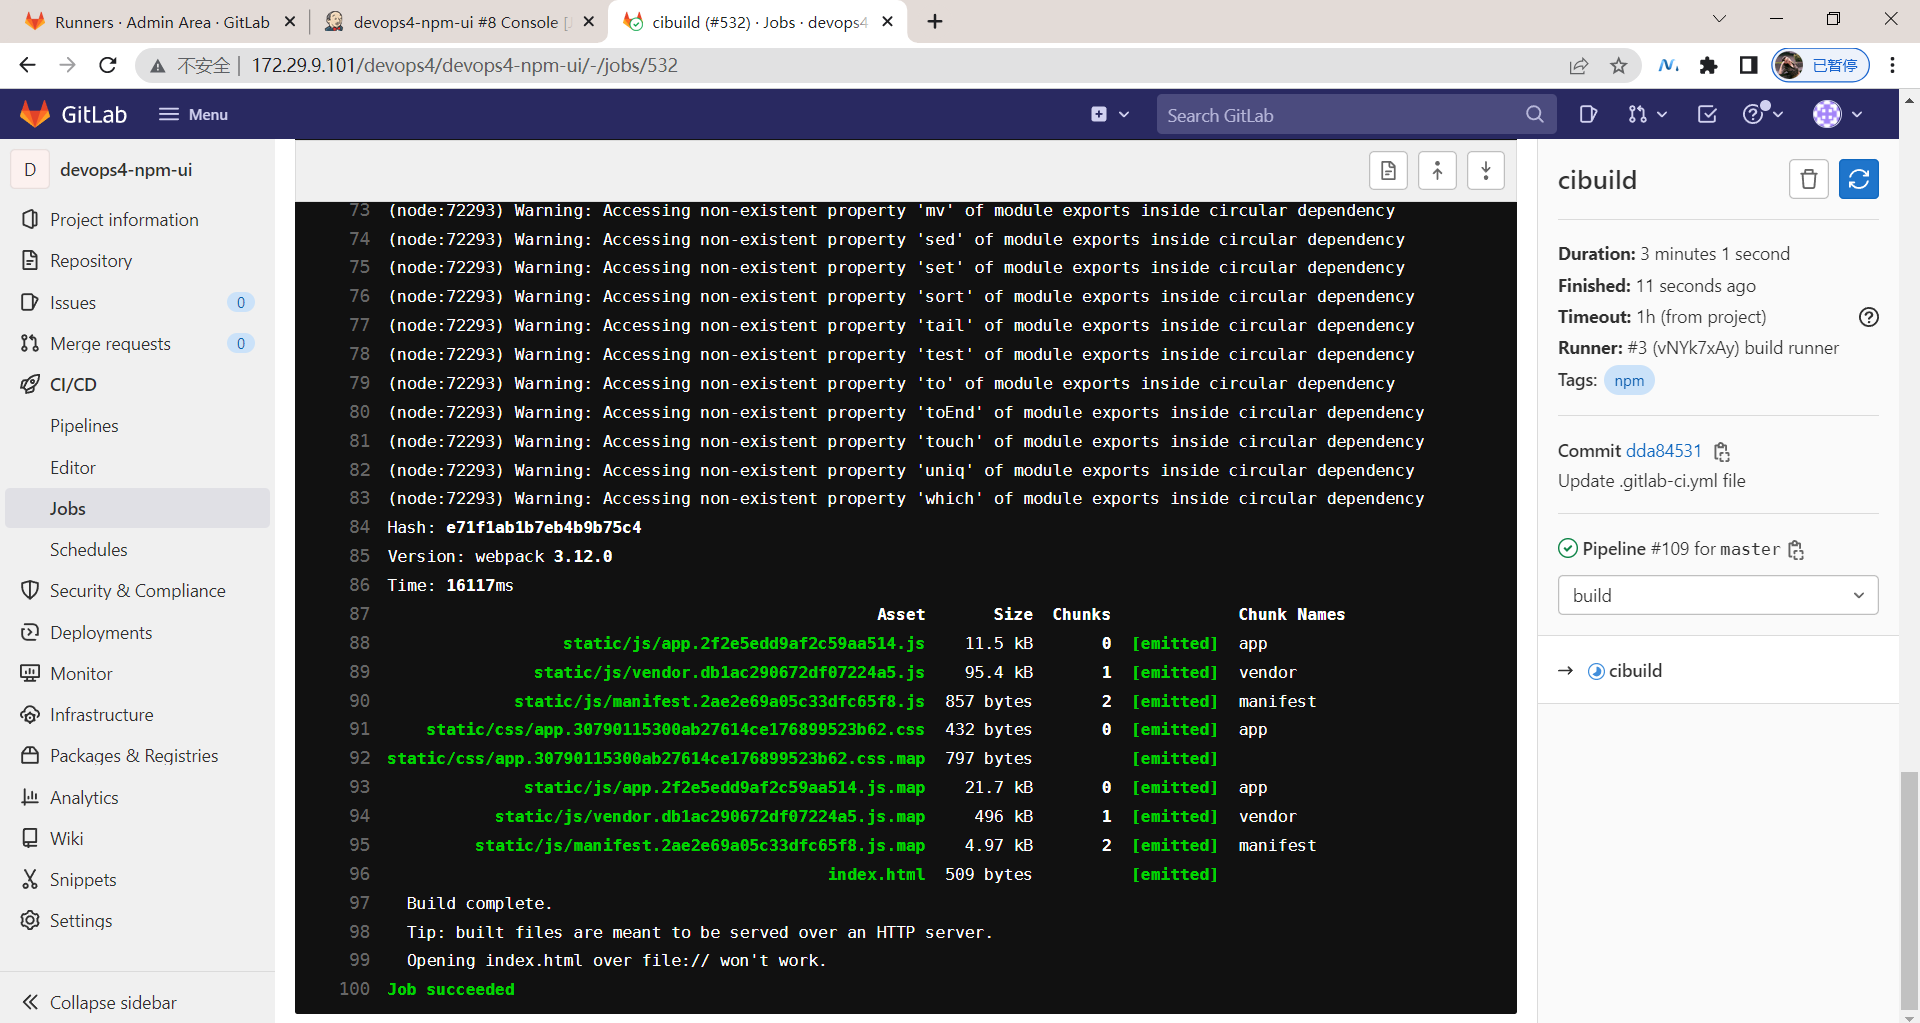 Runners · Admin Area · GitLab
devops4-npm-ui #8 Console [
cibuild (#532) · Jobs · devops4
不安全 | 172.29.9.101/devops4/devops4-npm-ui/-/jobs/532
已暂停
GitLab
Menu
Search GitLab
D devops4-npm-ui
Project information
Repository
Issues 0
Merge requests 0
CI/CD
Pipelines
Editor
Jobs
Schedules
Security & Compliance
Deployments
Monitor
Infrastructure
Packages & Registries
Analytics
Wiki
Snippets
Settings
Collapse sidebar
73 (node:72293) Warning: Accessing non-existent property 'mv' of module exports inside circular dependency
74 (node:72293) Warning: Accessing non-existent property 'sed' of module exports inside circular dependency
75 (node:72293) Warning: Accessing non-existent property 'set' of module exports inside circular dependency
76 (node:72293) Warning: Accessing non-existent property 'sort' of module exports inside circular dependency
77 (node:72293) Warning: Accessing non-existent property 'tail' of module exports inside circular dependency
78 (node:72293) Warning: Accessing non-existent property 'test' of module exports inside circular dependency
79 (node:72293) Warning: Accessing non-existent property 'to' of module exports inside circular dependency
80 (node:72293) Warning: Accessing non-existent property 'toEnd' of module exports inside circular dependency
81 (node:72293) Warning: Accessing non-existent property 'touch' of module exports inside circular dependency
82 (node:72293) Warning: Accessing non-existent property 'uniq' of module exports inside circular dependency
83 (node:72293) Warning: Accessing non-existent property 'which' of module exports inside circular dependency
84 Hash: e71f1ab1b7eb4b9b75c4
85 Version: webpack 3.12.0
86 Time: 16117ms
87 Asset Size Chunks Chunk Names
88 static/js/app.2f2e5edd9af2c59aa514.js 11.5 kB 0 [emitted] app
89 static/js/vendor.db1ac290672df07224a5.js 95.4 kB 1 [emitted] vendor
90 static/js/manifest.2ae2e69a05c33dfc65f8.js 857 bytes 2 [emitted] manifest
91 static/css/app.30790115300ab27614ce176899523b62.css 432 bytes 0 [emitted] app
92 static/css/app.30790115300ab27614ce176899523b62.css.map 797 bytes [emitted]
93 static/js/app.2f2e5edd9af2c59aa514.js.map 21.7 kB 0 [emitted] app
94 static/js/vendor.db1ac290672df07224a5.js.map 496 kB 1 [emitted] vendor
95 static/js/manifest.2ae2e69a05c33dfc65f8.js.map 4.97 kB 2 [emitted] manifest
96 index.html 509 bytes [emitted]
97 Build complete.
98 Tip: built files are meant to be served over an HTTP server.
99 Opening index.html over file:// won't work.
100 Job succeeded
cibuild
Duration: 3 minutes 1 second
Finished: 11 seconds ago
Timeout: 1h (from project)
Runner: #3 (vNYk7xAy) build runner
Tags: npm
Commit dda84531
Update .gitlab-ci.yml file
Pipeline #109 for master
build
→ cibuild